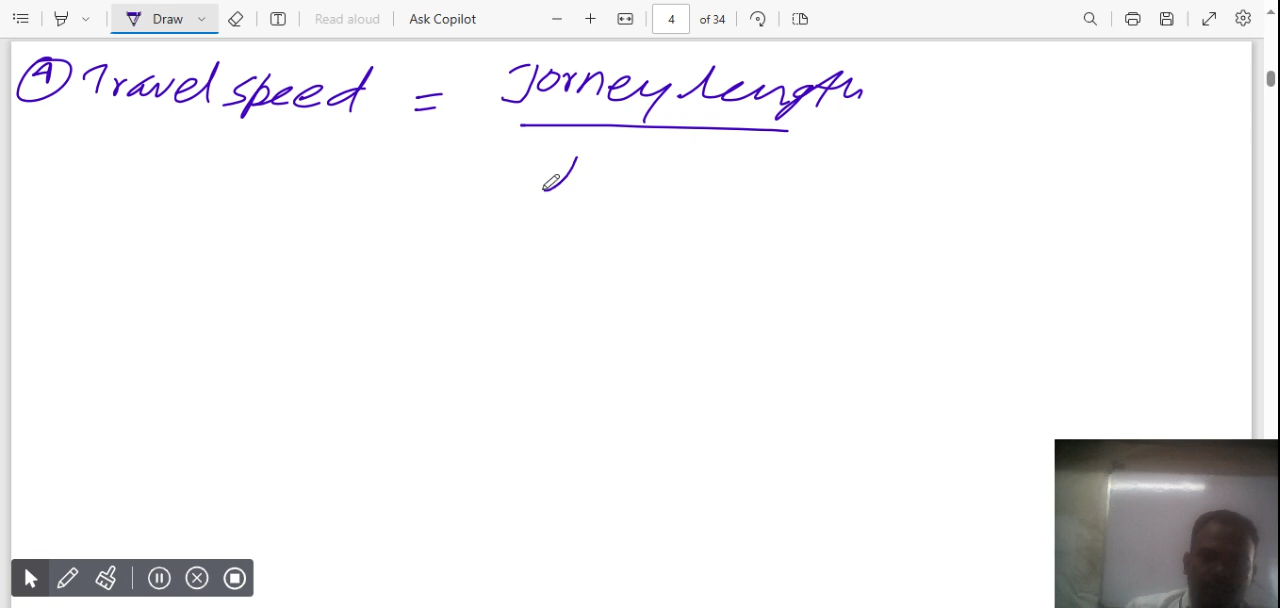 Draw
Read aloud
Ask Copilot
4
of 34
④ Travel speed = Jorney length